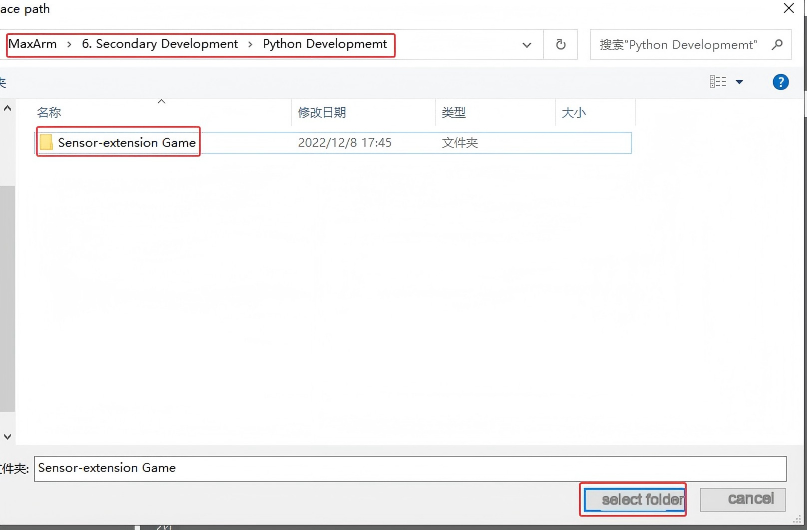 ace path
MaxArm › 6. Secondary Development › Python Developmemt
搜索"Python Developmemt"
夹
名称 修改日期 类型 大小
Sensor-extension Game 2022/12/8 17:45 文件夹
文件夹: Sensor-extension Game
select folder cancel